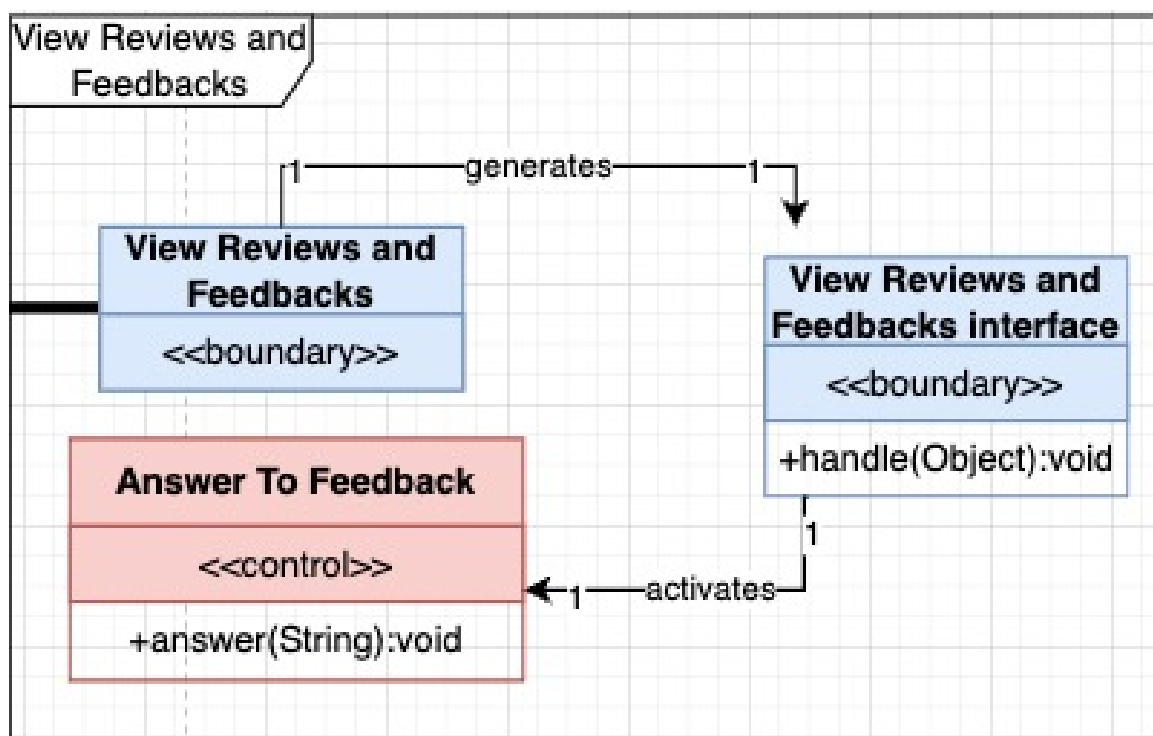 View Reviews and
Feedbacks
1 generates 1
View Reviews and
Feedbacks
<<boundary>>
View Reviews and
Feedbacks interface
<<boundary>>
+handle(Object):void
1
1 activates
Answer To Feedback
<<control>>
+answer(String):void